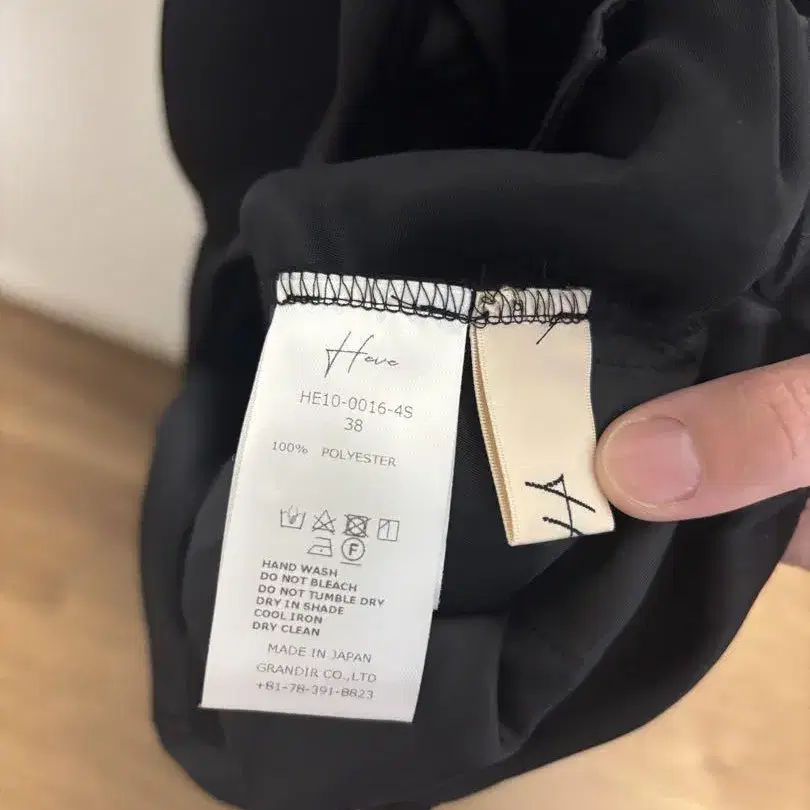 Heve
HE10-0016-4S
38
100% POLYESTER
F
HAND WASH
DO NOT BLEACH
DO NOT TUMBLE DRY
DRY IN SHADE
COOL IRON
DRY CLEAN
MADE IN JAPAN
GRANDIR CO.,LTD
+81-78-391-8823